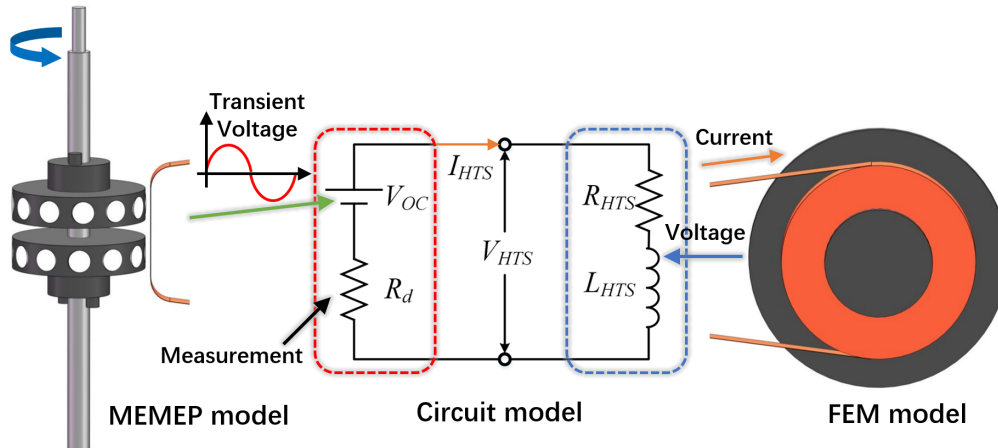 Transient
Voltage
Current
I_HTS
V_OC
R_HTS
V_HTS
Voltage
R_d
L_HTS
Measurement
MEMEP model
Circuit model
FEM model